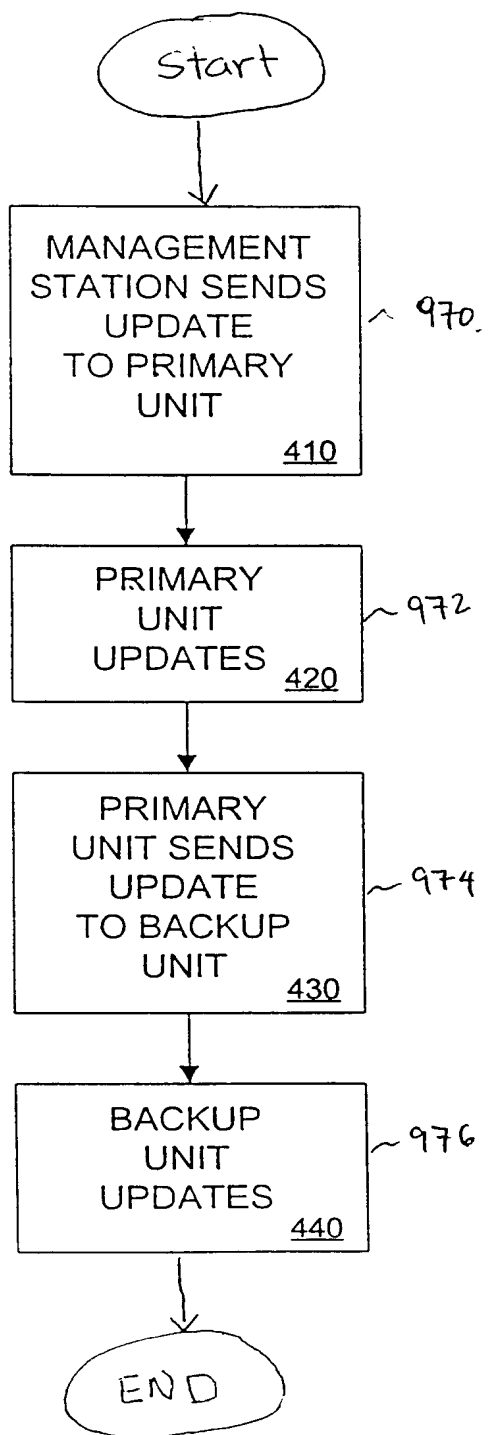 Start
MANAGEMENT
STATION SENDS
UPDATE
TO PRIMARY
UNIT
410
970.
PRIMARY
UNIT
UPDATES
420
972
PRIMARY
UNIT SENDS
UPDATE
TO BACKUP
UNIT
430
974
BACKUP
UNIT
UPDATES
440
976
END